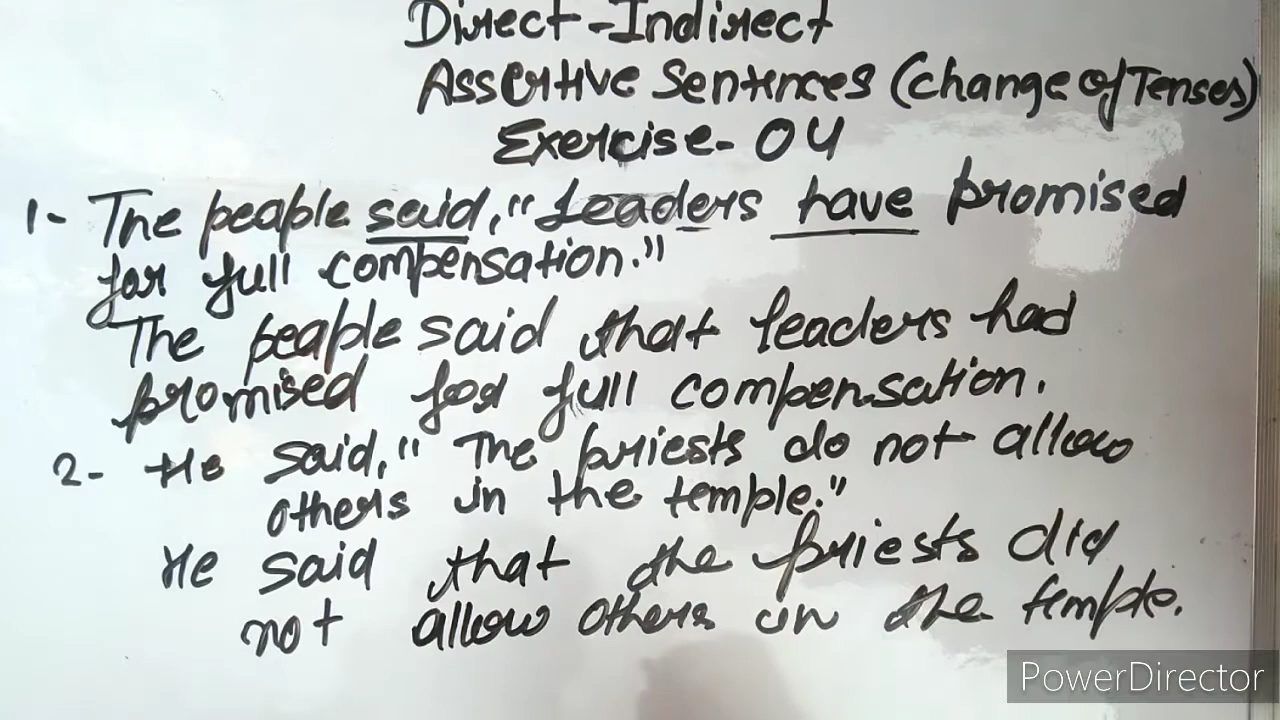 Direct-Indirect
Assertive Sentences (Change of Tenses)
Exercise-04
1- The peaple said, "Leaders have promised
for full compensation."
The peaple said that leaders had
promised for full compensation.
2- He said, "The priests do not allow
others in the temple."
He said that the priests did
not allow others in the temple.
PowerDirector